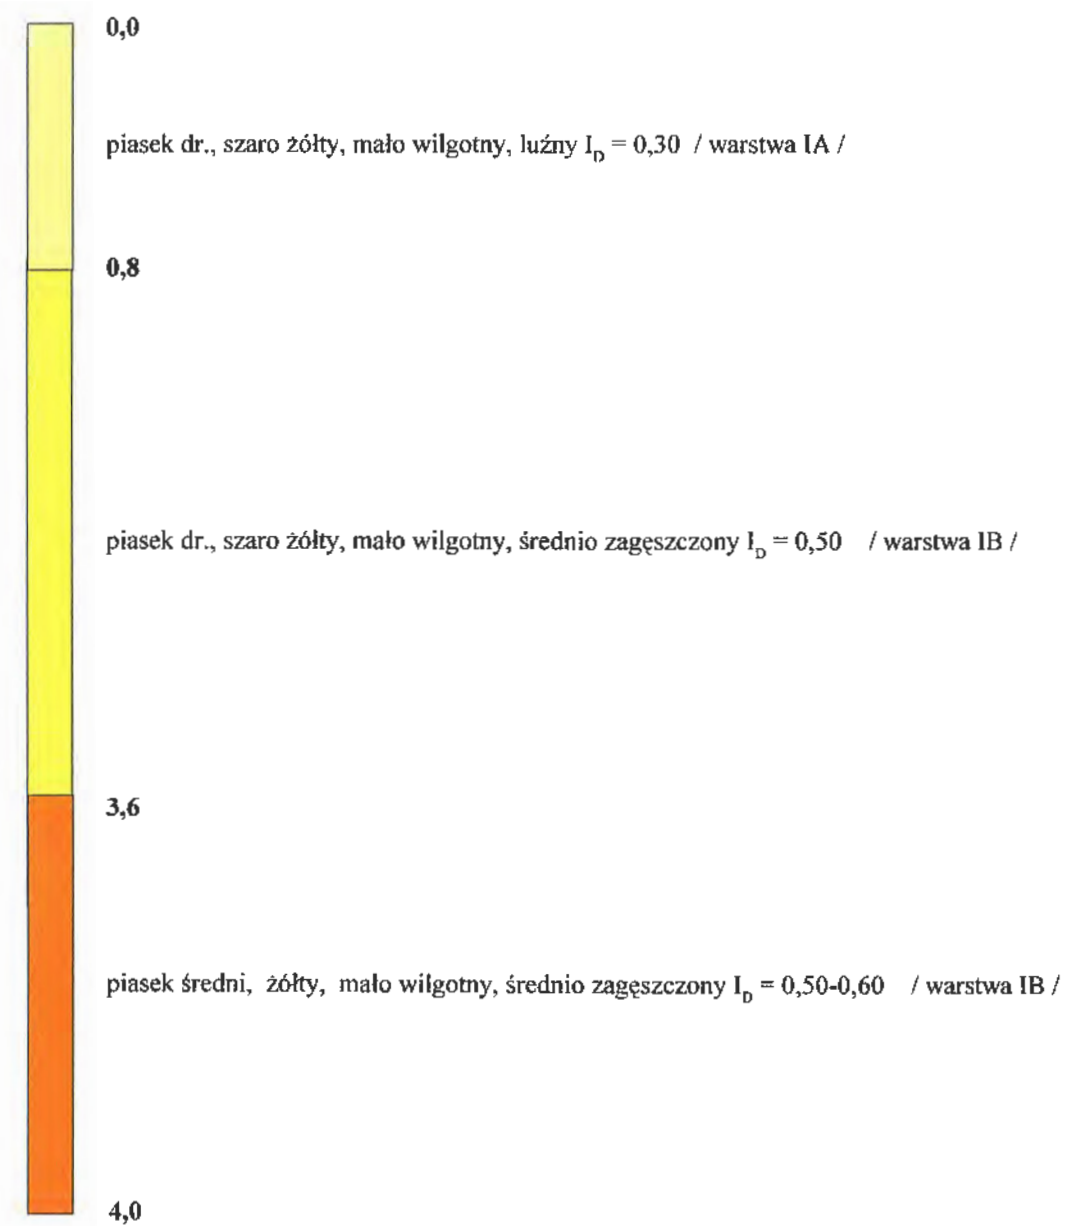 0,0
piasek dr., szaro żółty, mało wilgotny, luźny I_D = 0,30 / warstwa IA /
0,8
piasek dr., szaro żółty, mało wilgotny, średnio zagęszczony I_D = 0,50 / warstwa IB /
3,6
piasek średni, żółty, mało wilgotny, średnio zagęszczony I_D = 0,50-0,60 / warstwa IB /
4,0